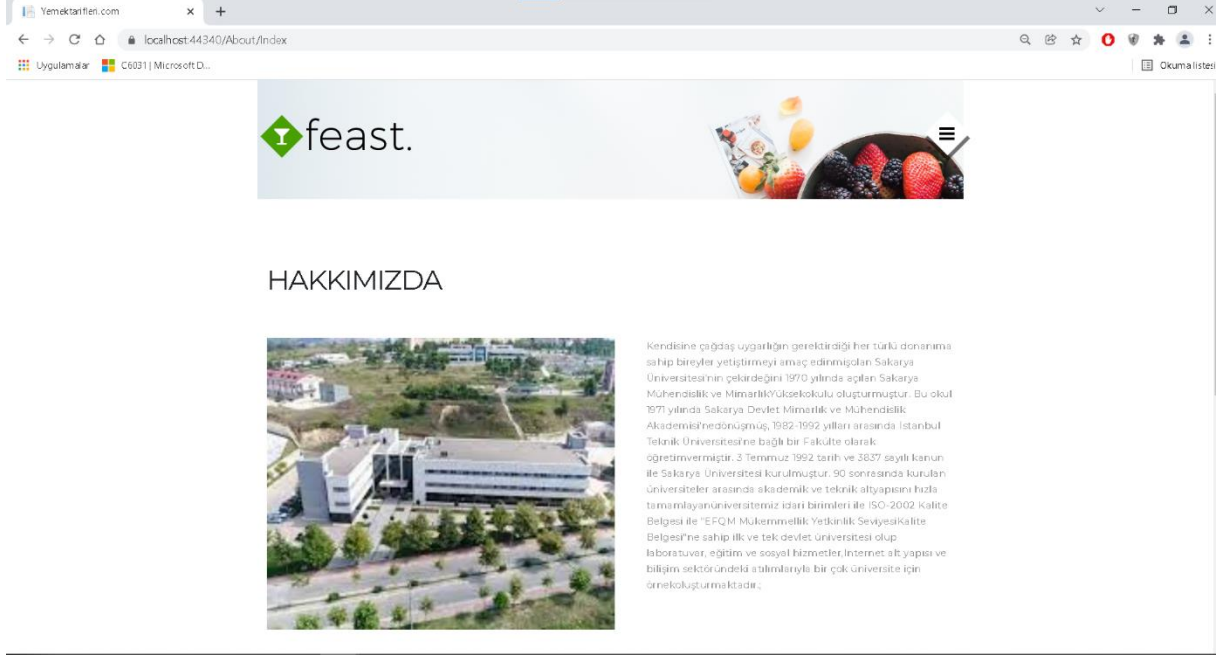 Yemektarifleri.com
localhost:44340/About/Index
Uygulamalar
C6031 | Microsoft D...
Okuma listesi
feast.
HAKKIMIZDA
Kendisine çağdaş uygarlığın gerektirdiği her türlü donanıma
sahip bireyler yetiştirmeyi amaç edinmişolan Sakarya
Üniversitesi'nin çekirdeğini 1970 yılında açılan Sakarya
Mühendislik ve MimarlıkYüksekokulu oluşturmuştur. Bu okul
1971 yılında Sakarya Devlet Mimarlık ve Mühendislik
Akademisi'nedönüşmüş, 1982-1992 yılları arasında İstanbul
Teknik Üniversitesi'ne bağlı bir Fakülte olarak
öğretimvermiştir. 3 Temmuz 1992 tarih ve 3837 sayılı kanun
ile Sakarya Üniversitesi kurulmuştur. 90 sonrasında kurulan
üniversiteler arasında akademik ve teknik altyapısını hızla
tamamlayanüniversitemiz idari birimleri ile ISO-2002 Kalite
Belgesi ile "EFQM Mükemmellik Yetkinlik SeviyesiKalite
Belgesi"ne sahip ilk ve tek devlet üniversitesi olup
laboratuvar, eğitim ve sosyal hizmetler,İnternet alt yapısı ve
bilişim sektöründeki atılımlarıyla bir çok üniversite için
örnekoluşturmaktadır.;